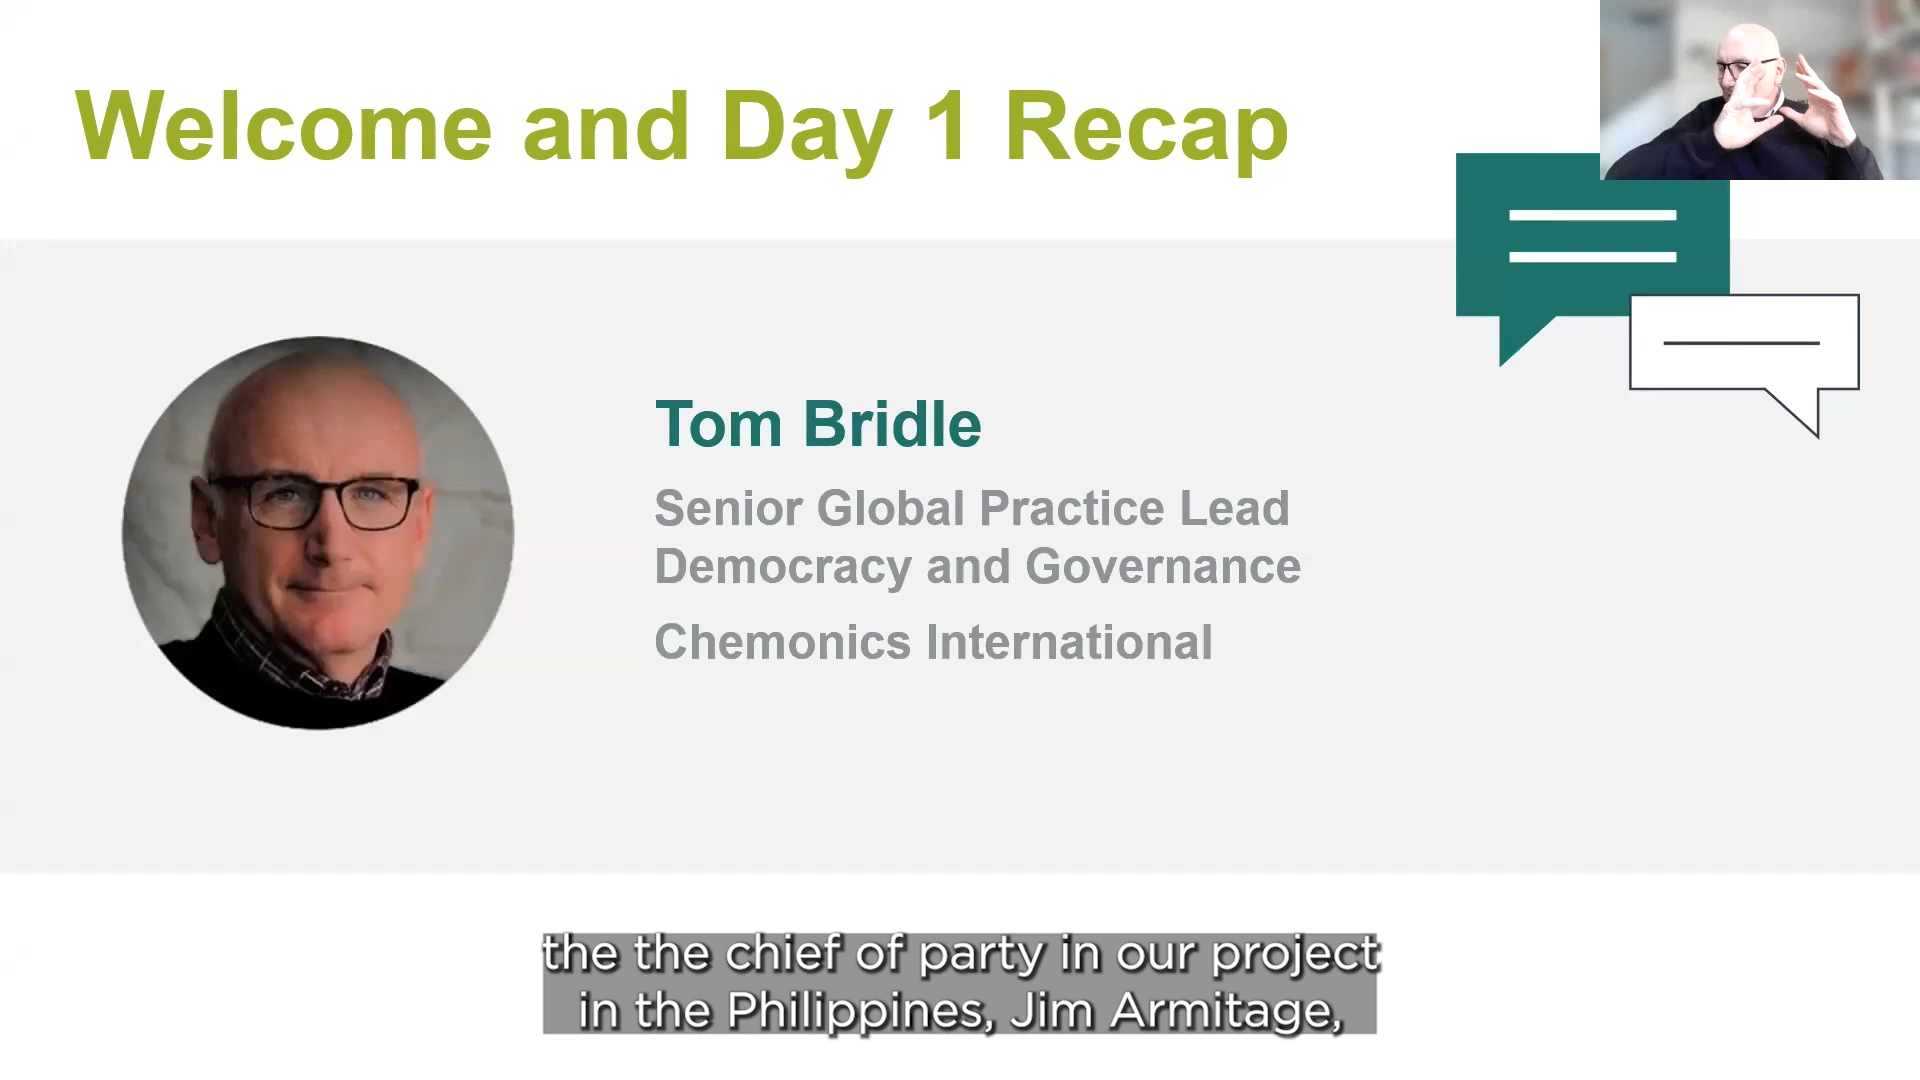 Welcome and Day 1 Recap
Tom Bridle
Senior Global Practice Lead
Democracy and Governance
Chemonics International
the the chief of party in our project
in the Philippines, Jim Armitage,